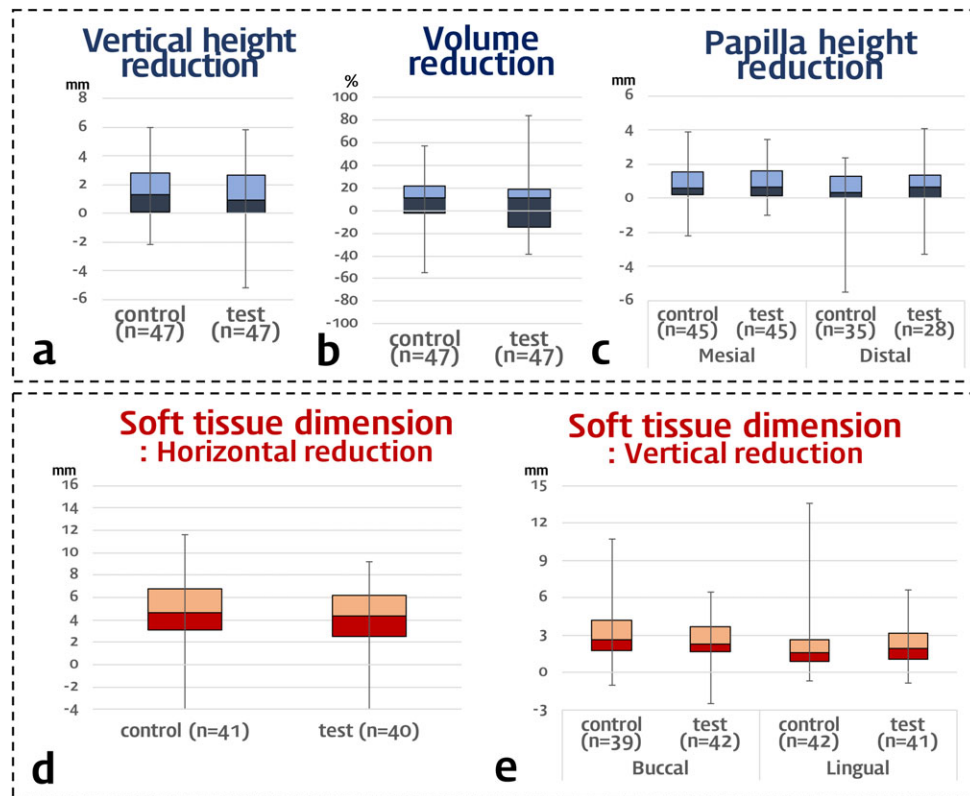 Vertical height
reduction
mm
8
6
4
2
0
-2
-4
-6
control
(n=47)
test
(n=47)
a
Volume
reduction
%
100
80
60
40
20
0
-20
-40
-60
-80
-100
control
(n=47)
test
(n=47)
b
Papilla height
reduction
mm
6
4
2
0
-2
-4
-6
control
(n=45)
test
(n=45)
control
(n=35)
test
(n=28)
Mesial
Distal
c
Soft tissue dimension
: Horizontal reduction
mm
16
14
12
10
8
6
4
2
0
-2
-4
control (n=41)
test (n=40)
d
Soft tissue dimension
: Vertical reduction
mm
15
12
9
6
3
0
-3
control
(n=39)
test
(n=42)
control
(n=42)
test
(n=41)
Buccal
Lingual
e